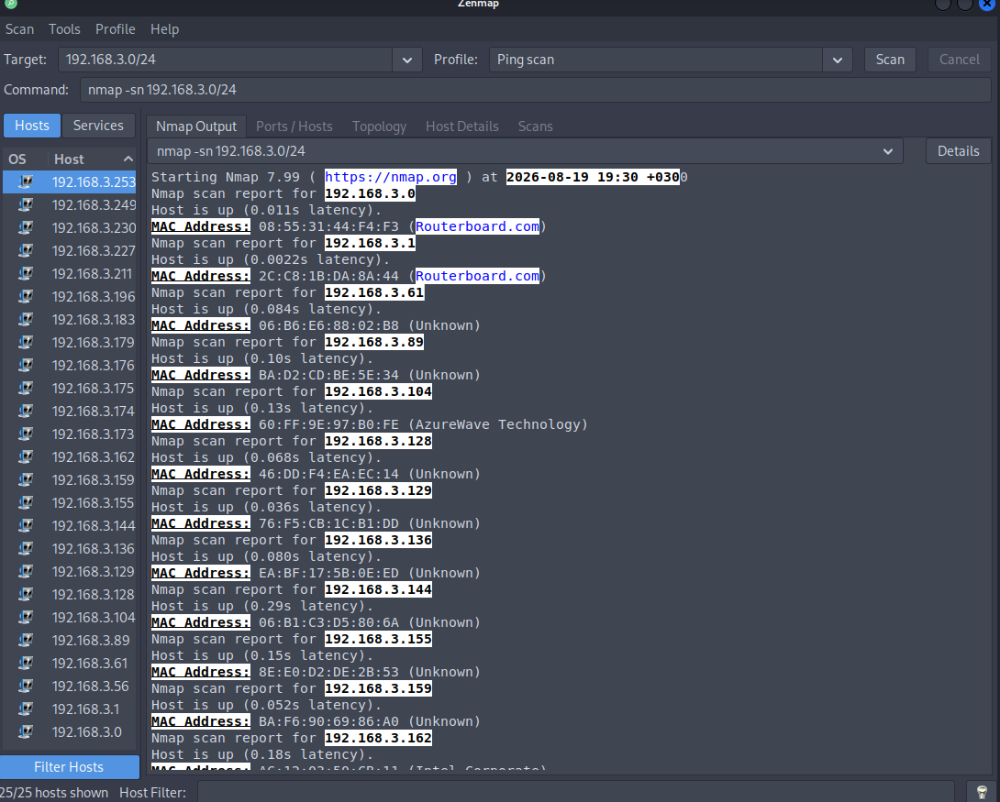 Zenmap
Scan Tools Profile Help
Target: 192.168.3.0/24 Profile: Ping scan Scan Cancel
Command: nmap -sn 192.168.3.0/24
Hosts Services
OS Host
192.168.3.253
192.168.3.249
192.168.3.230
192.168.3.227
192.168.3.211
192.168.3.196
192.168.3.183
192.168.3.179
192.168.3.176
192.168.3.175
192.168.3.174
192.168.3.173
192.168.3.162
192.168.3.159
192.168.3.155
192.168.3.144
192.168.3.136
192.168.3.129
192.168.3.128
192.168.3.104
192.168.3.89
192.168.3.61
192.168.3.56
192.168.3.1
192.168.3.0
Filter Hosts
Nmap Output Ports / Hosts Topology Host Details Scans
nmap -sn 192.168.3.0/24 Details
Starting Nmap 7.99 ( https://nmap.org ) at 2026-08-19 19:30 +0300
Nmap scan report for 192.168.3.0
Host is up (0.011s latency).
MAC Address: 08:55:31:44:F4:F3 (Routerboard.com)
Nmap scan report for 192.168.3.1
Host is up (0.0022s latency).
MAC Address: 2C:C8:1B:DA:8A:44 (Routerboard.com)
Nmap scan report for 192.168.3.61
Host is up (0.084s latency).
MAC Address: 06:B6:E6:88:02:B8 (Unknown)
Nmap scan report for 192.168.3.89
Host is up (0.10s latency).
MAC Address: BA:D2:CD:BE:5E:34 (Unknown)
Nmap scan report for 192.168.3.104
Host is up (0.13s latency).
MAC Address: 60:FF:9E:97:B0:FE (AzureWave Technology)
Nmap scan report for 192.168.3.128
Host is up (0.068s latency).
MAC Address: 46:DD:F4:EA:EC:14 (Unknown)
Nmap scan report for 192.168.3.129
Host is up (0.036s latency).
MAC Address: 76:F5:CB:1C:B1:DD (Unknown)
Nmap scan report for 192.168.3.136
Host is up (0.080s latency).
MAC Address: EA:BF:17:5B:0E:ED (Unknown)
Nmap scan report for 192.168.3.144
Host is up (0.29s latency).
MAC Address: 06:B1:C3:D5:80:6A (Unknown)
Nmap scan report for 192.168.3.155
Host is up (0.15s latency).
MAC Address: 8E:E0:D2:DE:2B:53 (Unknown)
Nmap scan report for 192.168.3.159
Host is up (0.052s latency).
MAC Address: BA:F6:90:69:86:A0 (Unknown)
Nmap scan report for 192.168.3.162
Host is up (0.18s latency).
MAC Address: (Intel Corporate)
25/25 hosts shown Host Filter: